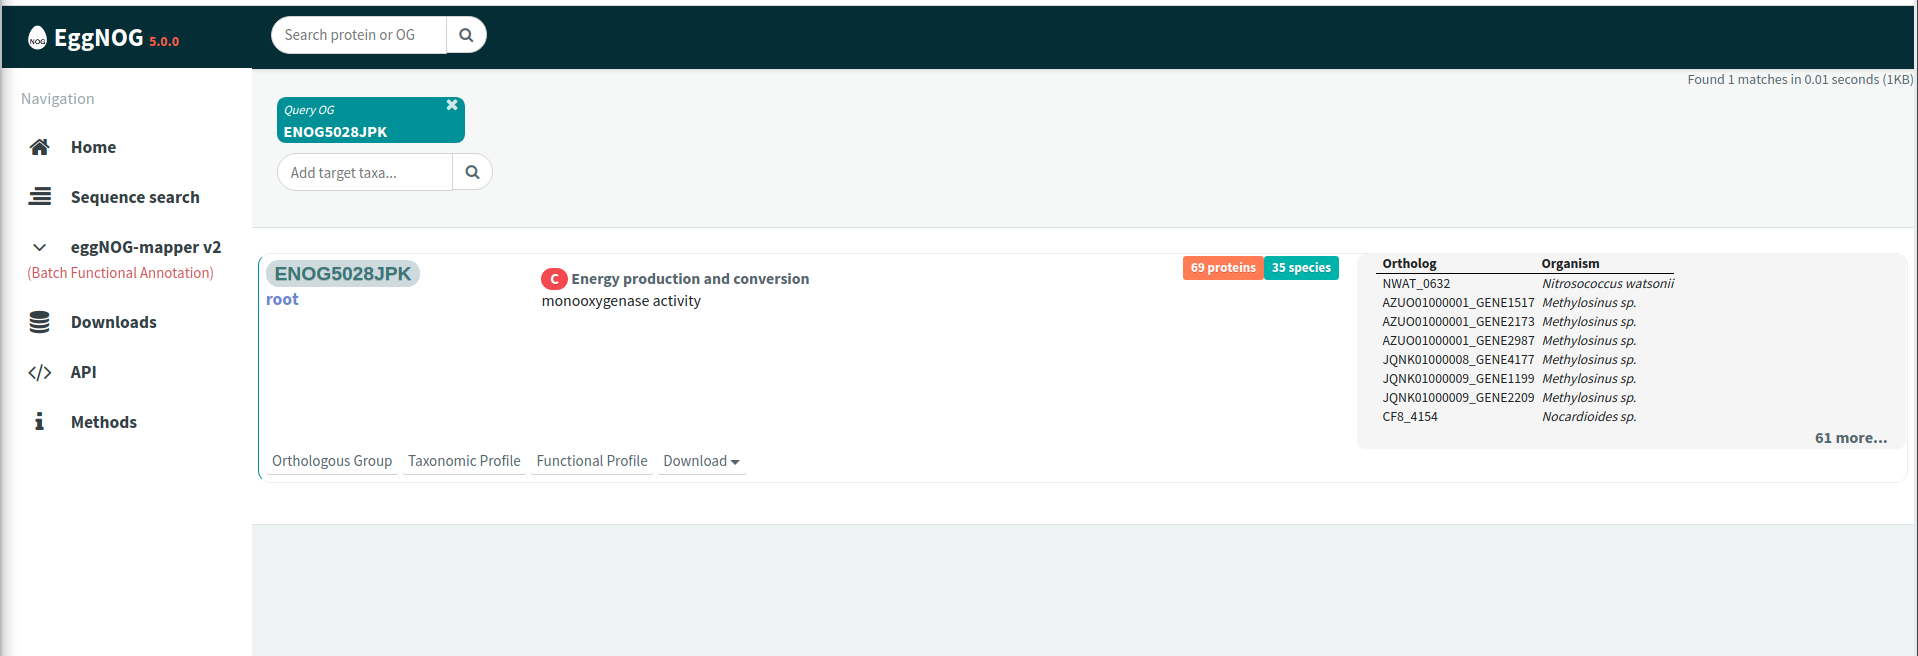 NOG EggNOG 5.0.0
Search protein or OG
Found 1 matches in 0.01 seconds (1KB)
Navigation
Home
Sequence search
eggNOG-mapper v2
(Batch Functional Annotation)
Downloads
API
Methods
Query OG
ENOG5028JPK
Add target taxa...
ENOG5028JPK
root
C Energy production and conversion
monooxygenase activity
69 proteins 35 species
Ortholog Organism
NWAT_0632 Nitrosococcus watsonii
AZUO01000001_GENE1517 Methylosinus sp.
AZUO01000001_GENE2173 Methylosinus sp.
AZUO01000001_GENE2987 Methylosinus sp.
JQNK01000008_GENE4177 Methylosinus sp.
JQNK01000009_GENE1199 Methylosinus sp.
JQNK01000009_GENE2209 Methylosinus sp.
CF8_4154 Nocardioides sp.
61 more...
Orthologous Group Taxonomic Profile Functional Profile Download